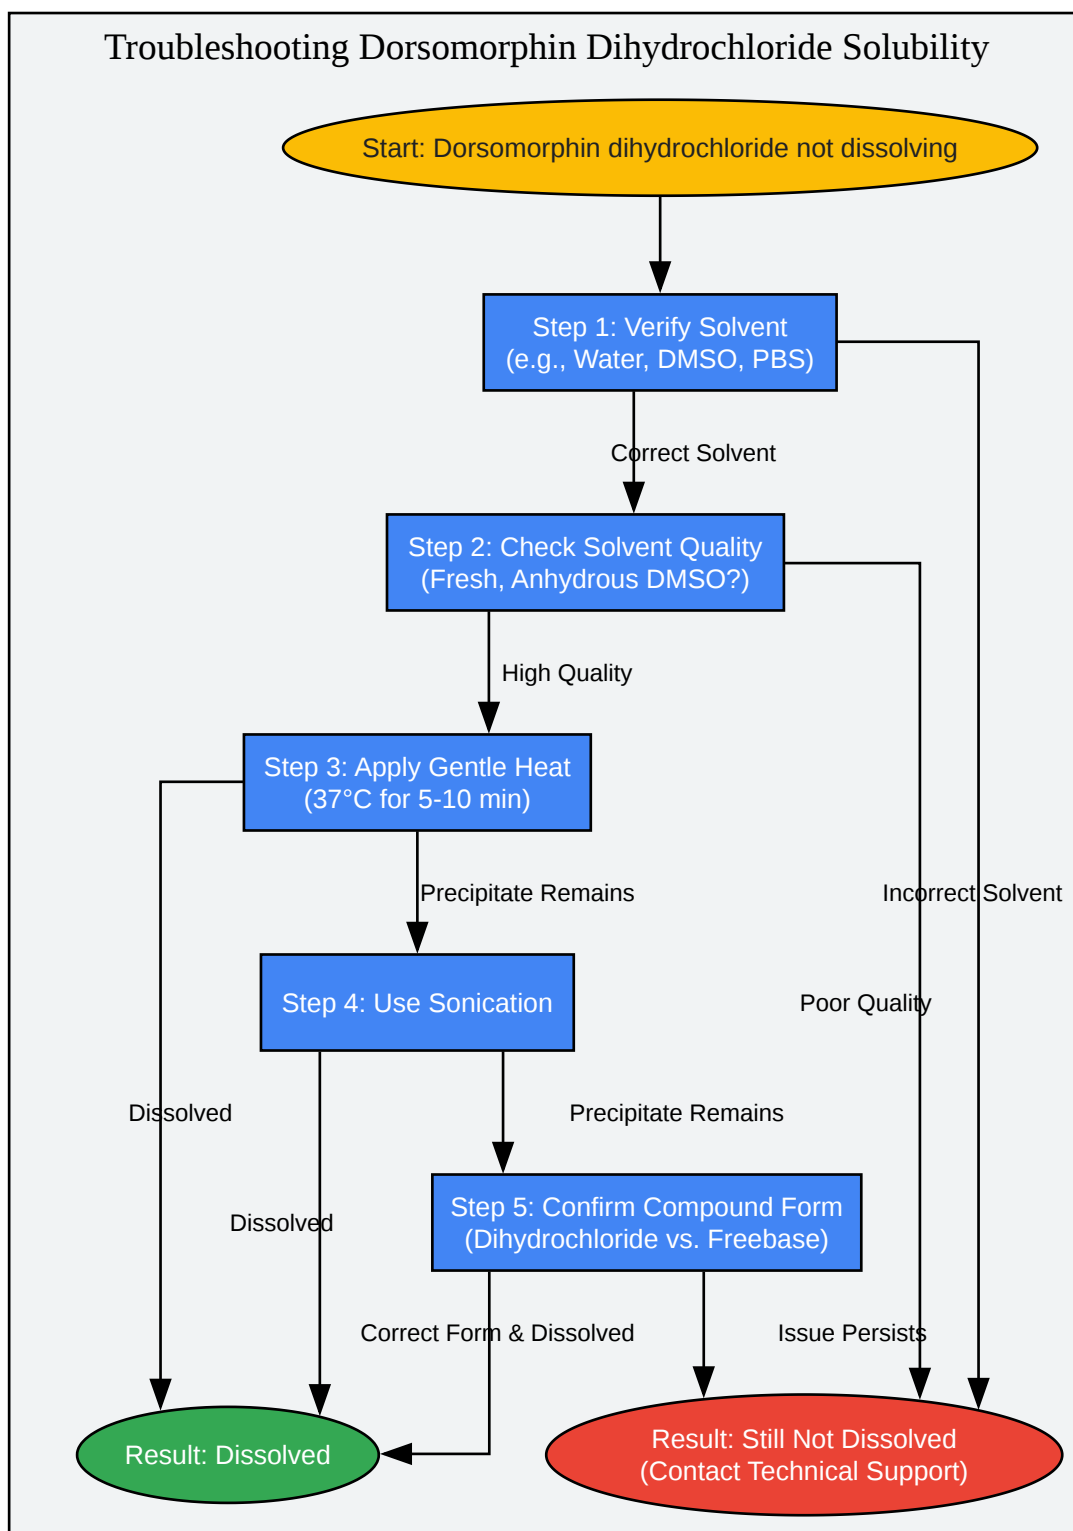 Troubleshooting Dorsomorphin Dihydrochloride Solubility
Start: Dorsomorphin dihydrochloride not dissolving
Step 1: Verify Solvent
(e.g., Water, DMSO, PBS)
Correct Solvent
Step 2: Check Solvent Quality
(Fresh, Anhydrous DMSO?)
High Quality
Step 3: Apply Gentle Heat
(37°C for 5-10 min)
Precipitate Remains
Incorrect Solvent
Step 4: Use Sonication
Poor Quality
Dissolved
Precipitate Remains
Step 5: Confirm Compound Form
(Dihydrochloride vs. Freebase)
Dissolved
Correct Form & Dissolved
Issue Persists
Result: Dissolved
Result: Still Not Dissolved
(Contact Technical Support)